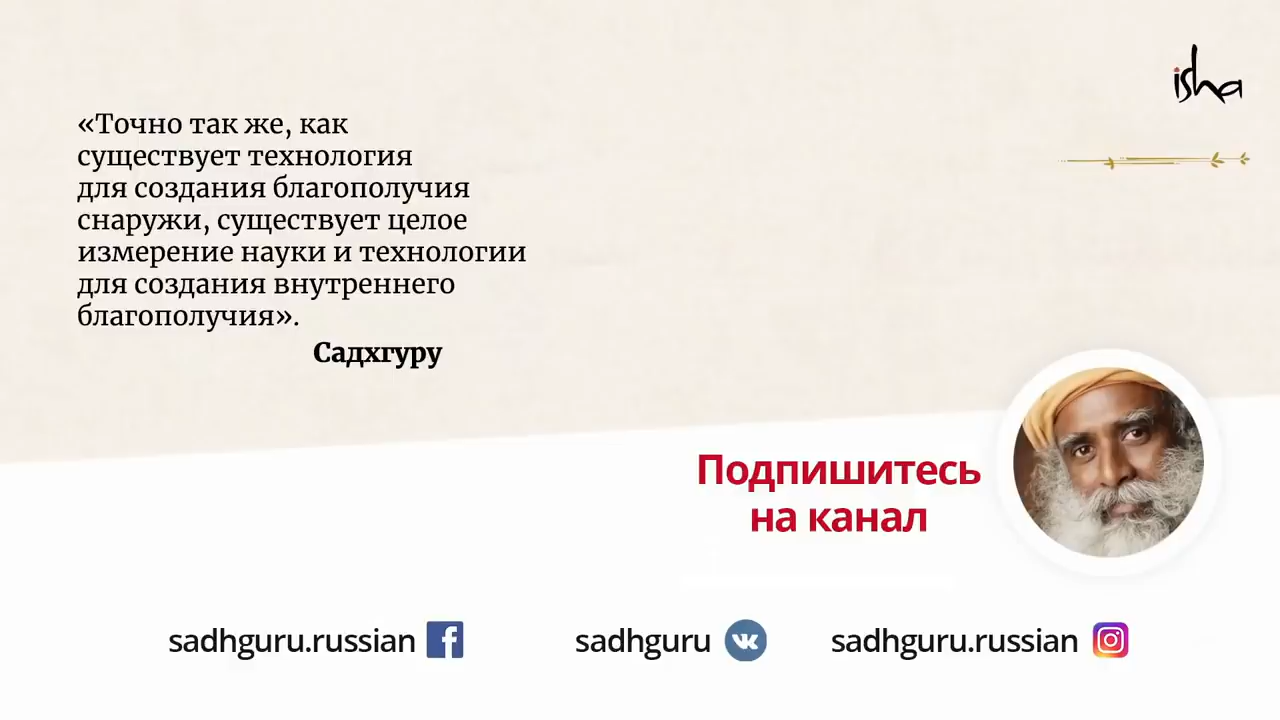 isha
«Точно так же, как
существует технология
для создания благополучия
снаружи, существует целое
измерение науки и технологии
для создания внутреннего
благополучия».
Садхгуру
Подпишитесь
на канал
sadhguru.russian
sadhguru
sadhguru.russian